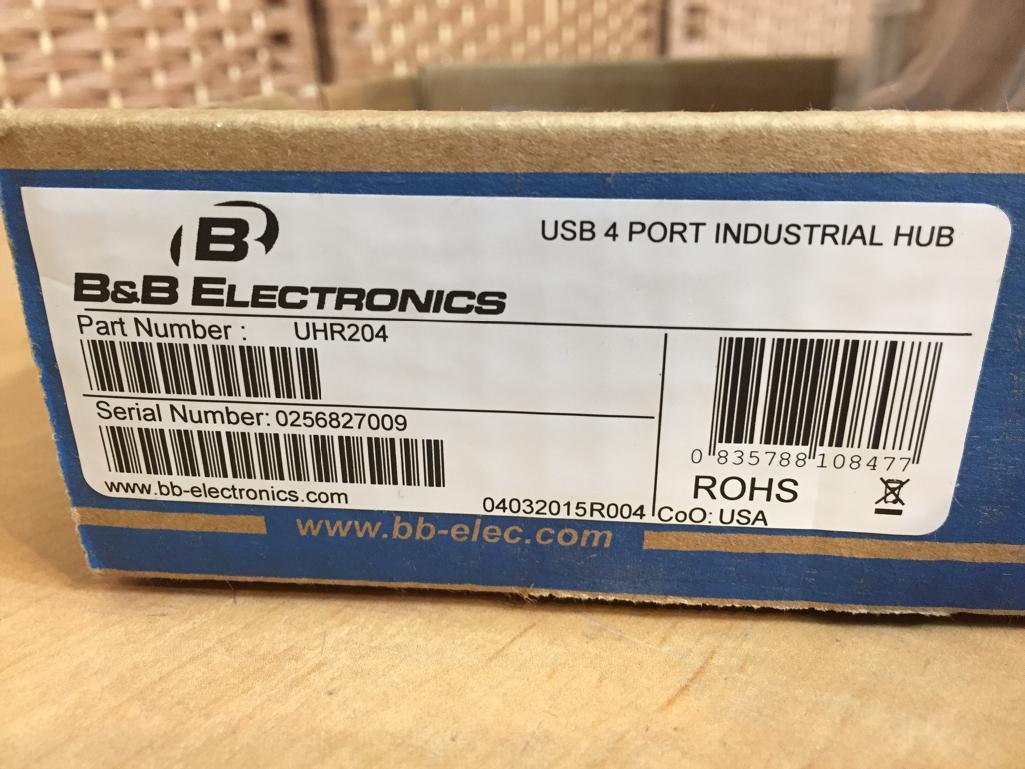 B
B&B ELECTRONICS
USB 4 PORT INDUSTRIAL HUB
Part Number : UHR204
Serial Number: 0256827009
www.bb-electronics.com
04032015R004
0 835788 108477
ROHS
CoO: USA
www.bb-elec.com